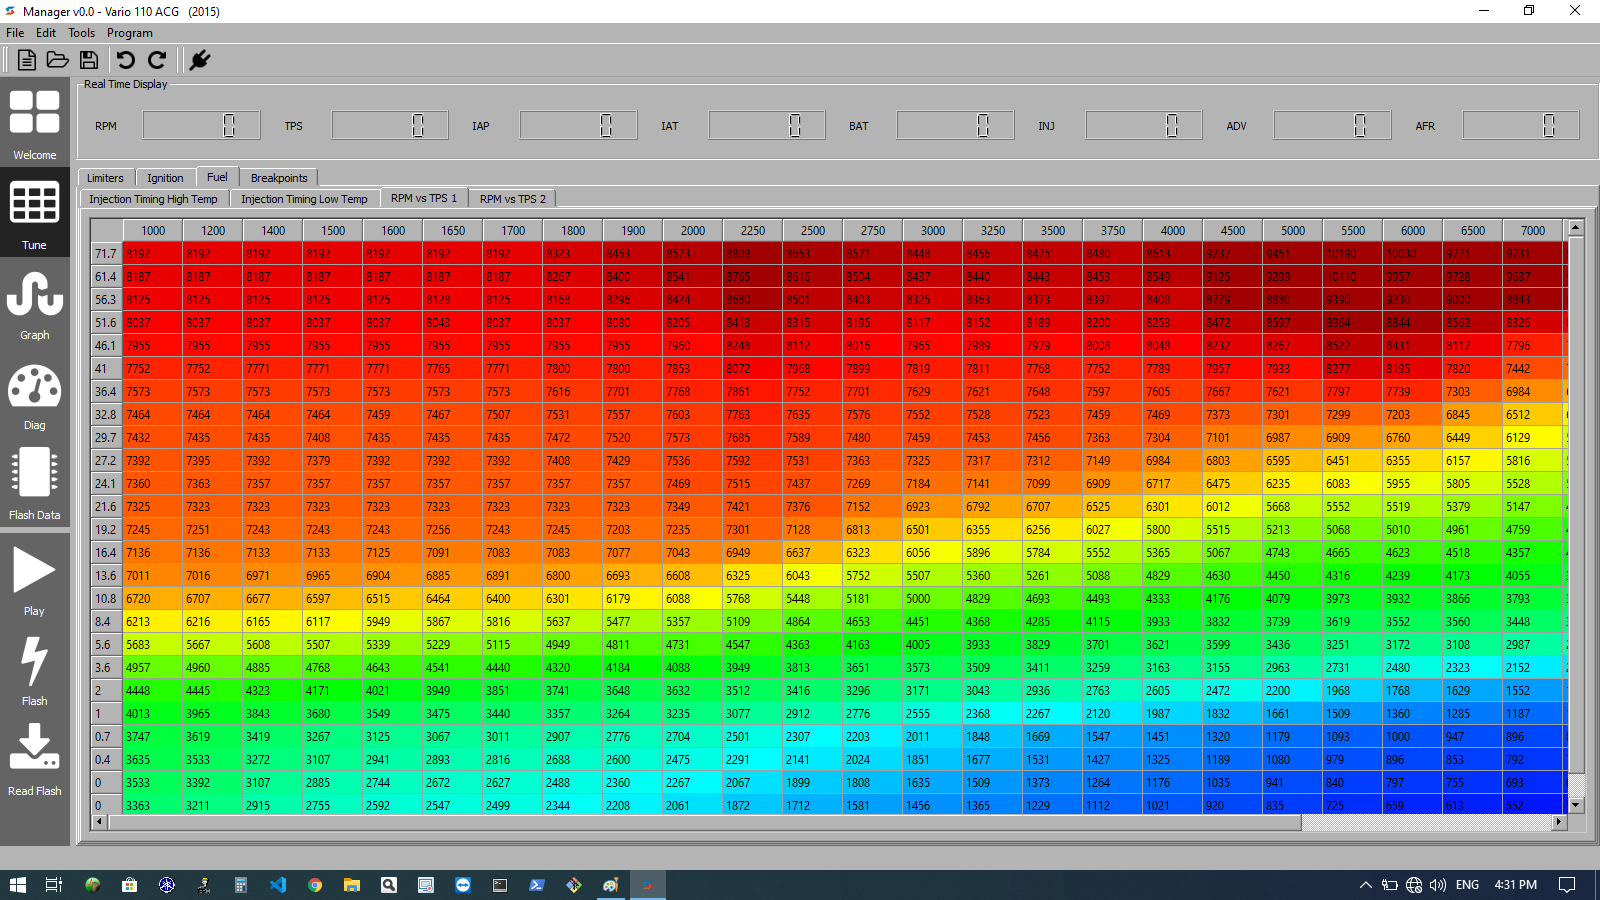 Manager v0.0 - Vario 110 ACG (2015)
File Edit Tools Program
Real Time Display
RPM 0 TPS 0 IAP 0 IAT 0 BAT 0 INJ 0 ADV 0 AFR 0
Welcome
Tune
Graph
Diag
Flash Data
Play
Flash
Read Flash
Limiters Ignition Fuel Breakpoints
Injection Timing High Temp Injection Timing Low Temp RPM vs TPS 1 RPM vs TPS 2
1000 1200 1400 1500 1600 1650 1700 1800 1900 2000 2250 2500 2750 3000 3250 3500 3750 4000 4500 5000 5500 6000 6500 7000
71.7 8192 8192 8192 8192 8192 8192 8192 8323 8453 8573 8808 8653 8571 8448 8456 8475 8480 8613 9237 9451 10190 10030 9771 9731
61.4 8187 8187 8187 8187 8187 8187 8187 8267 8400 8541 8765 8616 8504 8437 8440 8443 8453 8549 9125 9299 10110 9957 9728 9637
56.3 8125 8125 8125 8125 8125 8128 8125 8168 8296 8424 8680 8501 8403 8325 8363 8373 8397 8408 8779 8880 9390 9230 9000 8843
51.6 8037 8037 8037 8037 8037 8043 8037 8037 8080 8205 8413 8315 8195 8117 8152 8189 8200 8253 8472 8597 8964 8844 8562 8326
46.1 7955 7955 7955 7955 7955 7955 7955 7955 7955 7960 8248 8112 8016 7965 7989 7979 8008 8048 8232 8267 8522 8431 8117 7796
41 7752 7752 7771 7771 7771 7765 7771 7800 7800 7853 8072 7968 7899 7819 7811 7768 7752 7789 7957 7933 8277 8195 7820 7442
36.4 7573 7573 7573 7573 7573 7573 7573 7616 7701 7768 7861 7752 7701 7629 7621 7648 7597 7605 7667 7621 7797 7739 7303 6984
32.8 7464 7464 7464 7464 7459 7467 7507 7531 7557 7603 7763 7635 7576 7552 7528 7523 7459 7469 7373 7301 7299 7203 6845 6512
29.7 7432 7435 7435 7408 7435 7435 7435 7472 7520 7573 7685 7589 7480 7459 7453 7456 7363 7304 7101 6987 6909 6760 6449 6129
27.2 7392 7395 7392 7379 7392 7392 7392 7408 7429 7536 7592 7531 7363 7325 7317 7312 7149 6984 6803 6595 6451 6355 6157 5816
24.1 7360 7363 7357 7357 7357 7357 7357 7357 7357 7469 7515 7437 7269 7184 7141 7099 6909 6717 6475 6235 6083 5955 5805 5528
21.6 7325 7323 7323 7323 7323 7323 7323 7323 7323 7349 7421 7376 7152 6923 6792 6707 6525 6301 6012 5668 5552 5519 5379 5147
19.2 7245 7251 7243 7243 7243 7256 7243 7245 7203 7235 7301 7128 6813 6501 6355 6256 6027 5800 5515 5213 5068 5010 4961 4759
16.4 7136 7136 7133 7133 7125 7091 7083 7083 7077 7043 6949 6637 6323 6056 5896 5784 5552 5365 5067 4743 4665 4623 4518 4357
13.6 7011 7016 6971 6965 6904 6885 6891 6800 6693 6608 6325 6043 5752 5507 5360 5261 5088 4829 4630 4450 4316 4239 4173 4055
10.8 6720 6707 6677 6597 6515 6464 6400 6301 6179 6088 5768 5448 5181 5000 4829 4693 4493 4333 4176 4079 3973 3932 3866 3793
8.4 6213 6216 6165 6117 5949 5867 5816 5637 5477 5357 5109 4864 4653 4451 4368 4285 4115 3933 3832 3739 3619 3552 3560 3448
5.6 5683 5667 5608 5507 5339 5229 5115 4949 4811 4731 4547 4363 4163 4005 3933 3829 3701 3621 3599 3436 3251 3172 3108 2987
3.6 4957 4960 4885 4768 4643 4541 4440 4320 4184 4088 3949 3813 3651 3573 3509 3411 3259 3163 3155 2963 2731 2480 2323 2152
2 4448 4445 4323 4171 4021 3949 3851 3741 3648 3632 3512 3416 3296 3171 3043 2936 2763 2605 2472 2200 1968 1768 1629 1552
1 4013 3965 3843 3680 3549 3475 3440 3357 3264 3235 3077 2912 2776 2555 2368 2267 2120 1987 1832 1661 1509 1360 1285 1187
0.7 3747 3619 3419 3267 3125 3067 3011 2907 2776 2704 2501 2307 2203 2011 1848 1669 1547 1451 1320 1179 1093 1000 947 896
0.4 3635 3533 3272 3107 2941 2893 2816 2688 2600 2475 2291 2141 2024 1851 1677 1531 1427 1325 1189 1080 979 896 853 792
0 3533 3392 3107 2885 2744 2672 2627 2488 2360 2267 2067 1899 1808 1635 1509 1373 1264 1176 1035 941 840 797 755 693
0 3363 3211 2915 2755 2592 2547 2499 2344 2208 2061 1872 1712 1581 1456 1365 1229 1112 1021 920 835 725 659 613 552
ENG 4:31 PM